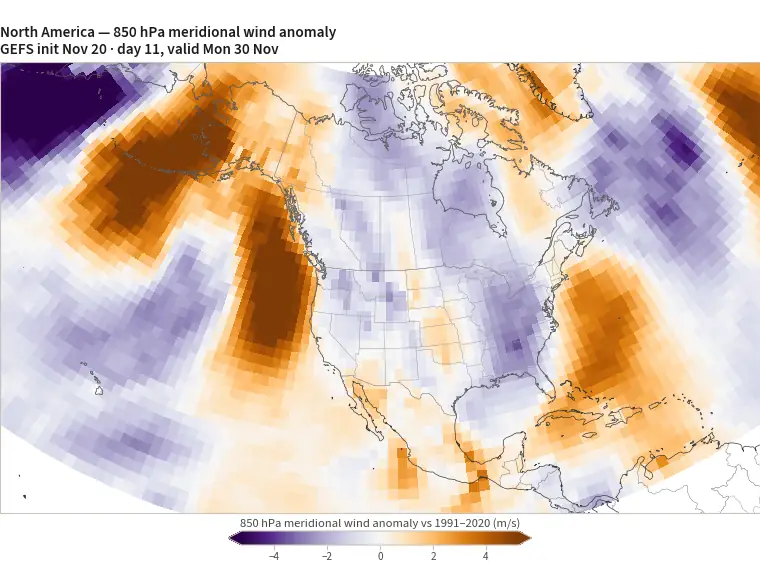 North America — 850 hPa meridional wind anomaly
GEFS init Nov 20 · day 11, valid Mon 30 Nov
850 hPa meridional wind anomaly vs 1991–2020 (m/s)
−4 −2 0 2 4